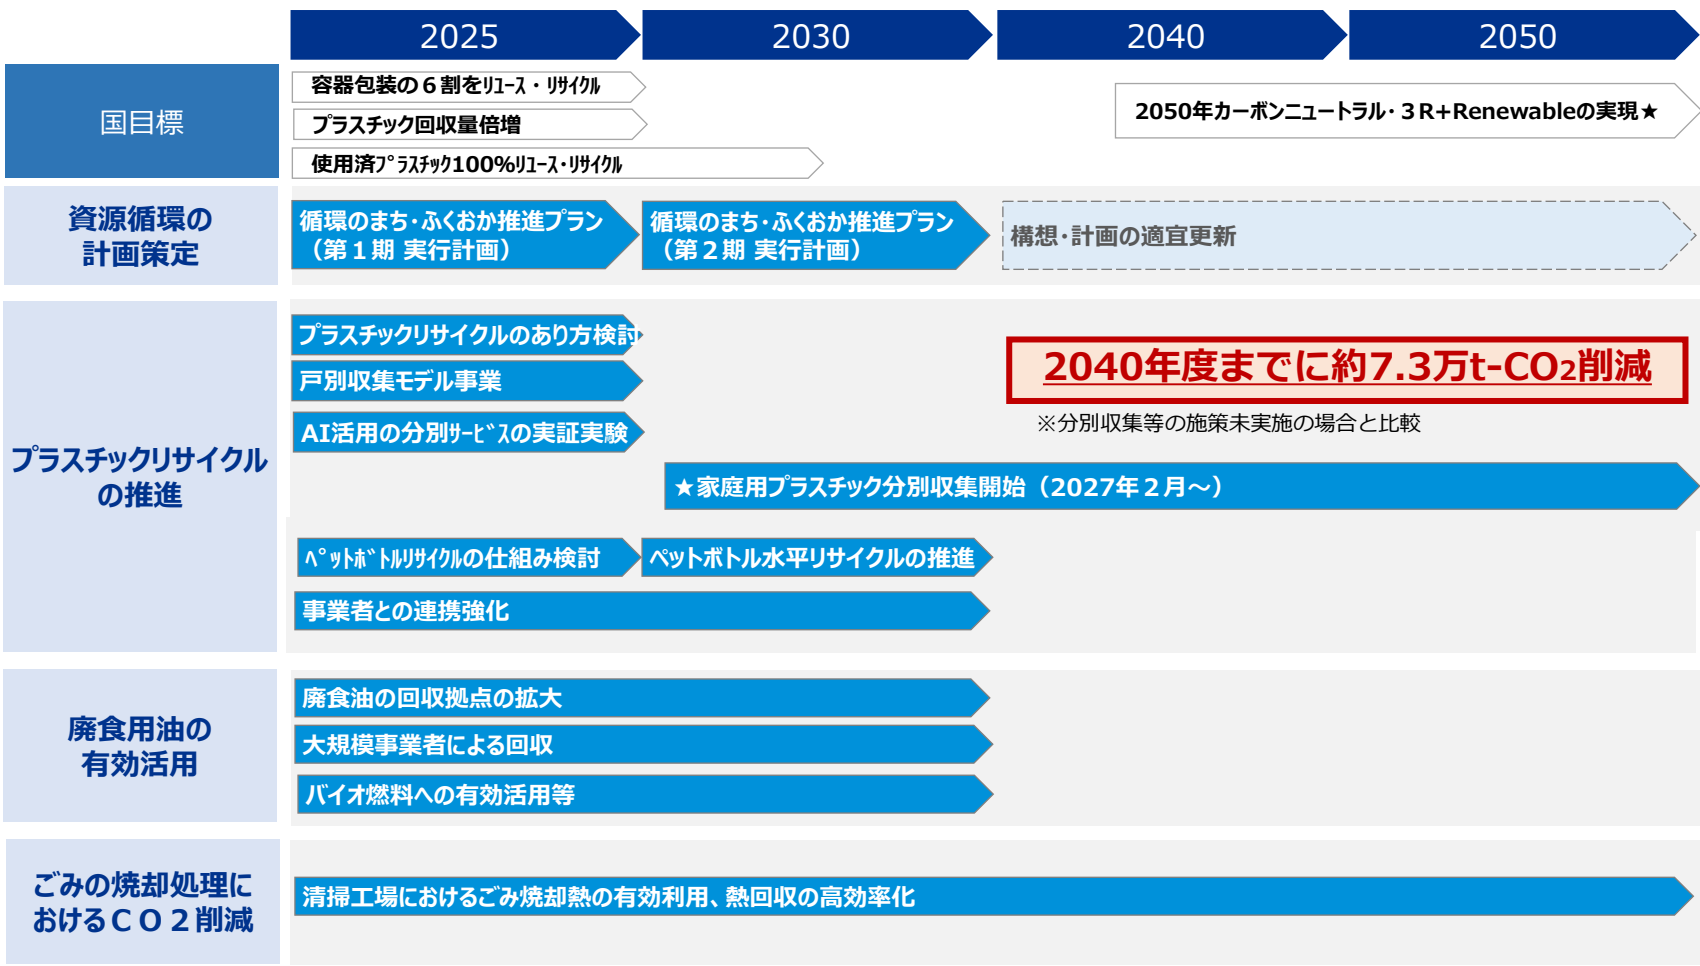 2025
2030
2040
2050
国目標
容器包装の６割をﾘﾕｰｽ・ﾘｻｲｸﾙ
プラスチック回収量倍増
使用済ﾌﾟﾗｽﾁｯｸ100%ﾘﾕｰｽ・ﾘｻｲｸﾙ
2050年カーボンニュートラル・３R+Renewableの実現★
資源循環の
計画策定
循環のまち・ふくおか推進プラン
（第１期 実行計画）
循環のまち・ふくおか推進プラン
（第２期 実行計画）
構想・計画の適宜更新
プラスチックリサイクル
の推進
プラスチックリサイクルのあり方検討
戸別収集モデル事業
AI活用の分別ｻｰﾋﾞｽの実証実験
2040年度までに約7.3万t-CO₂削減
※分別収集等の施策未実施の場合と比較
★家庭用プラスチック分別収集開始（2027年２月～）
ﾍﾟｯﾄﾎﾞﾄﾙﾘｻｲｸﾙの仕組み検討
ペットボトル水平リサイクルの推進
事業者との連携強化
廃食用油の
有効活用
廃食油の回収拠点の拡大
大規模事業者による回収
バイオ燃料への有効活用等
ごみの焼却処理に
おけるＣＯ２削減
清掃工場におけるごみ焼却熱の有効利用、熱回収の高効率化